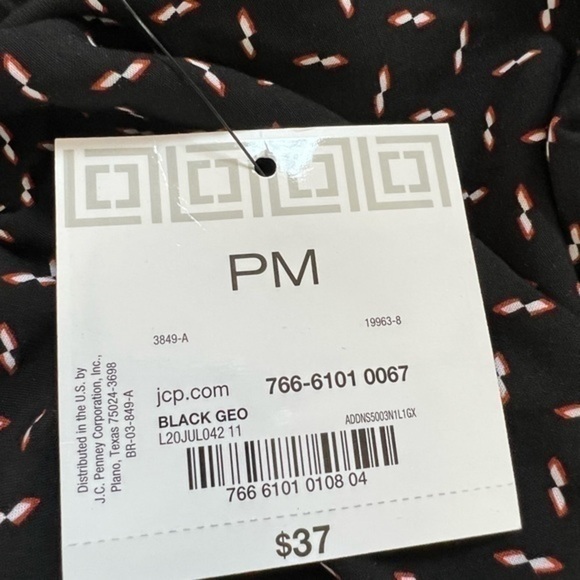 PM
3849-A 19963-8
Distributed in the U.S. by
J.C. Penney Corporation, Inc.,
Plano, Texas 75024-3698
BR-03-849-A
jcp.com 766-6101 0067
BLACK GEO
L20JUL042 11 ADDNS5003N1L1GX
766 6101 0108 04
$37